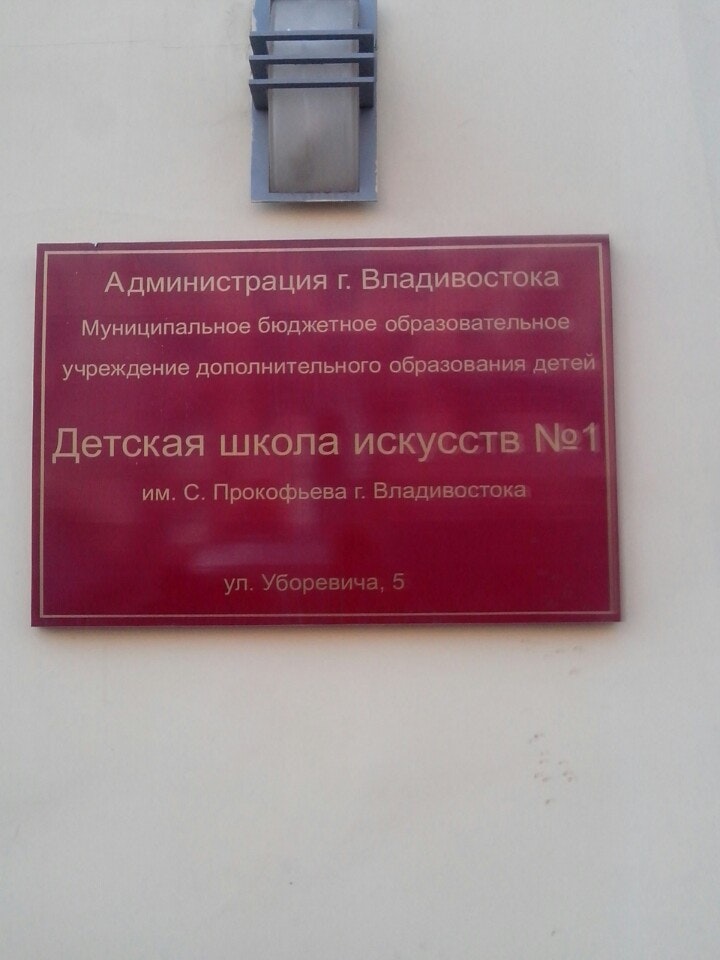 Администрация г. Владивостока
Муниципальное бюджетное образовательное
учреждение дополнительного образования детей
Детская школа искусств №1
им. С. Прокофьева г. Владивостока
ул. Уборевича, 5